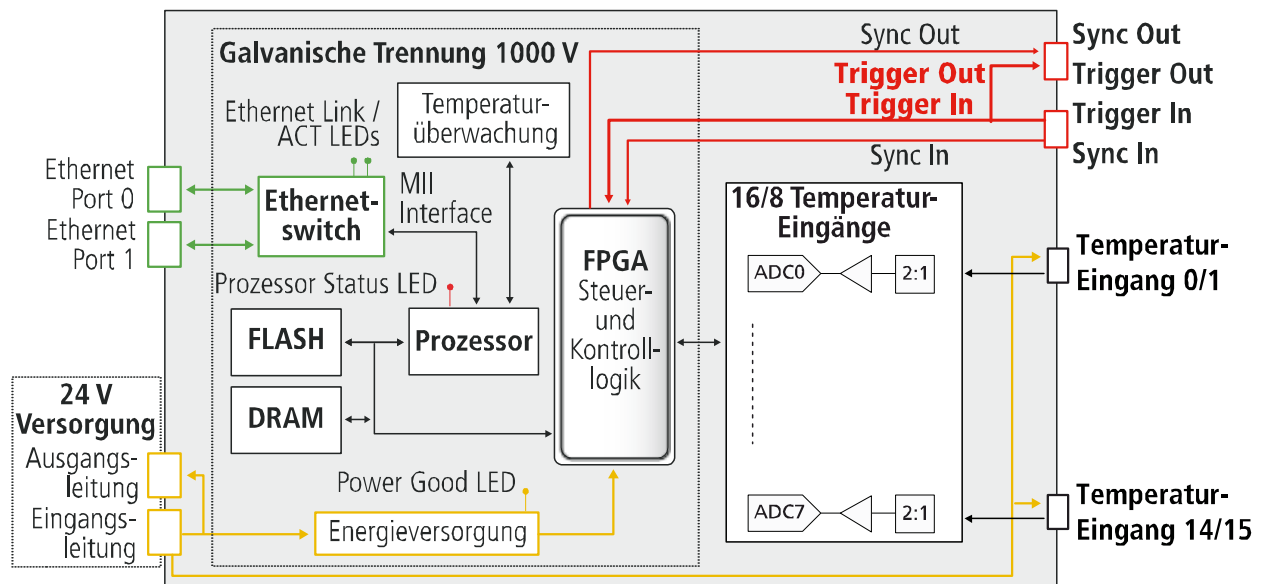 Galvanische Trennung 1000 V
Ethernet Link /
ACT LEDs
Temperatur-
überwachung
Ethernet
Port 0
Ethernet
Port 1
Ethernet-
switch
MII
Interface
Prozessor Status LED
FLASH
Prozessor
DRAM
FPGA
Steuer-
und
Kontroll-
logik
24 V
Versorgung
Ausgangs-
leitung
Eingangs-
leitung
Power Good LED
Energieversorgung
Sync Out
Trigger Out
Trigger In
Sync In
Sync Out
Trigger Out
Trigger In
Sync In
16/8 Temperatur-
Eingänge
ADC0
2:1
ADC7
2:1
Temperatur-
Eingang 0/1
Temperatur-
Eingang 14/15